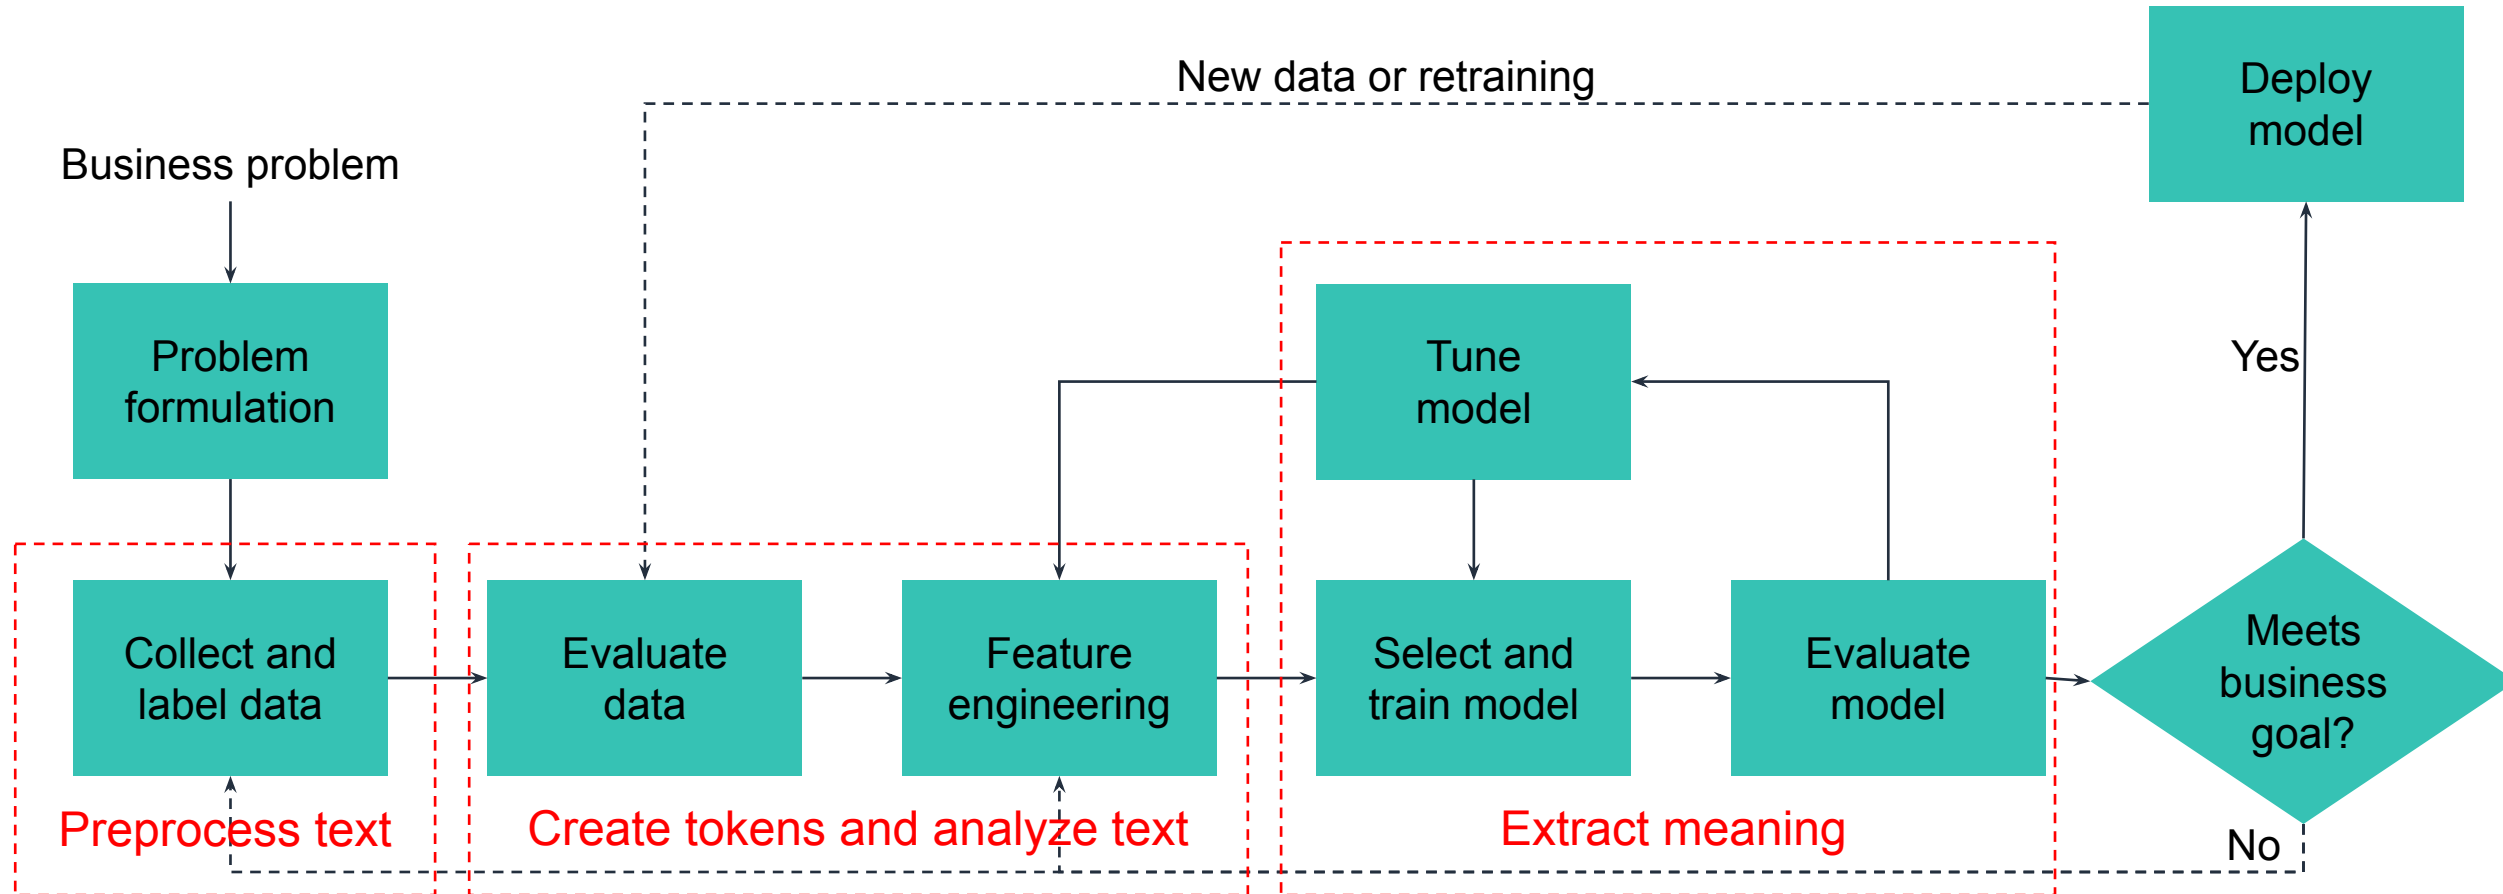 New data or retraining
Deploy
model
Business problem
Problem
formulation
Tune
model
Yes
Collect and
label data
Evaluate
data
Feature
engineering
Select and
train model
Evaluate
model
Meets
business
goal?
Preprocess text
Create tokens and analyze text
Extract meaning
No